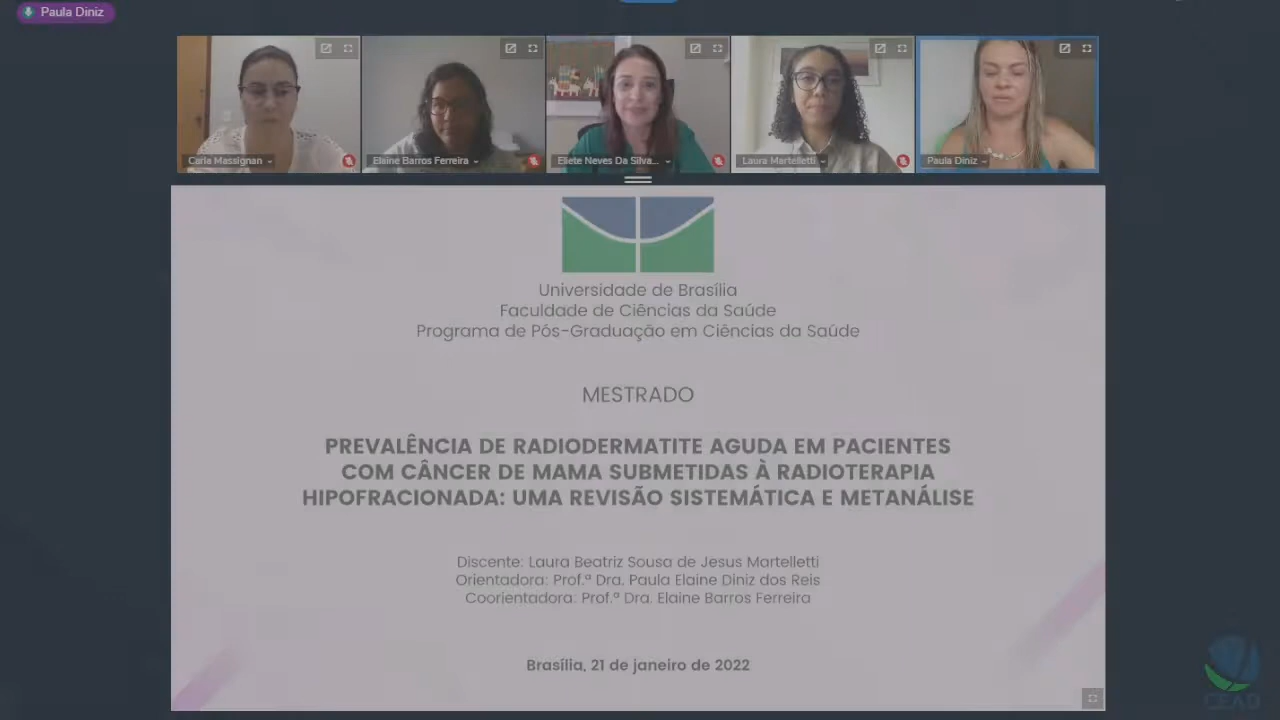 Paula Diniz
Carla Massignan
Elaine Barros Ferreira
Eliete Neves Da Silva...
Laura Martelletti
Paula Diniz
Universidade de Brasília
Faculdade de Ciências da Saúde
Programa de Pós-Graduação em Ciências da Saúde
MESTRADO
PREVALÊNCIA DE RADIODERMATITE AGUDA EM PACIENTES
COM CÂNCER DE MAMA SUBMETIDAS À RADIOTERAPIA
HIPOFRACIONADA: UMA REVISÃO SISTEMÁTICA E METANÁLISE
Discente: Laura Beatriz Sousa de Jesus Martelletti
Orientadora: Prof.ª Dra. Paula Elaine Diniz dos Reis
Coorientadora: Prof.ª Dra. Elaine Barros Ferreira
Brasília, 21 de janeiro de 2022
CEAD